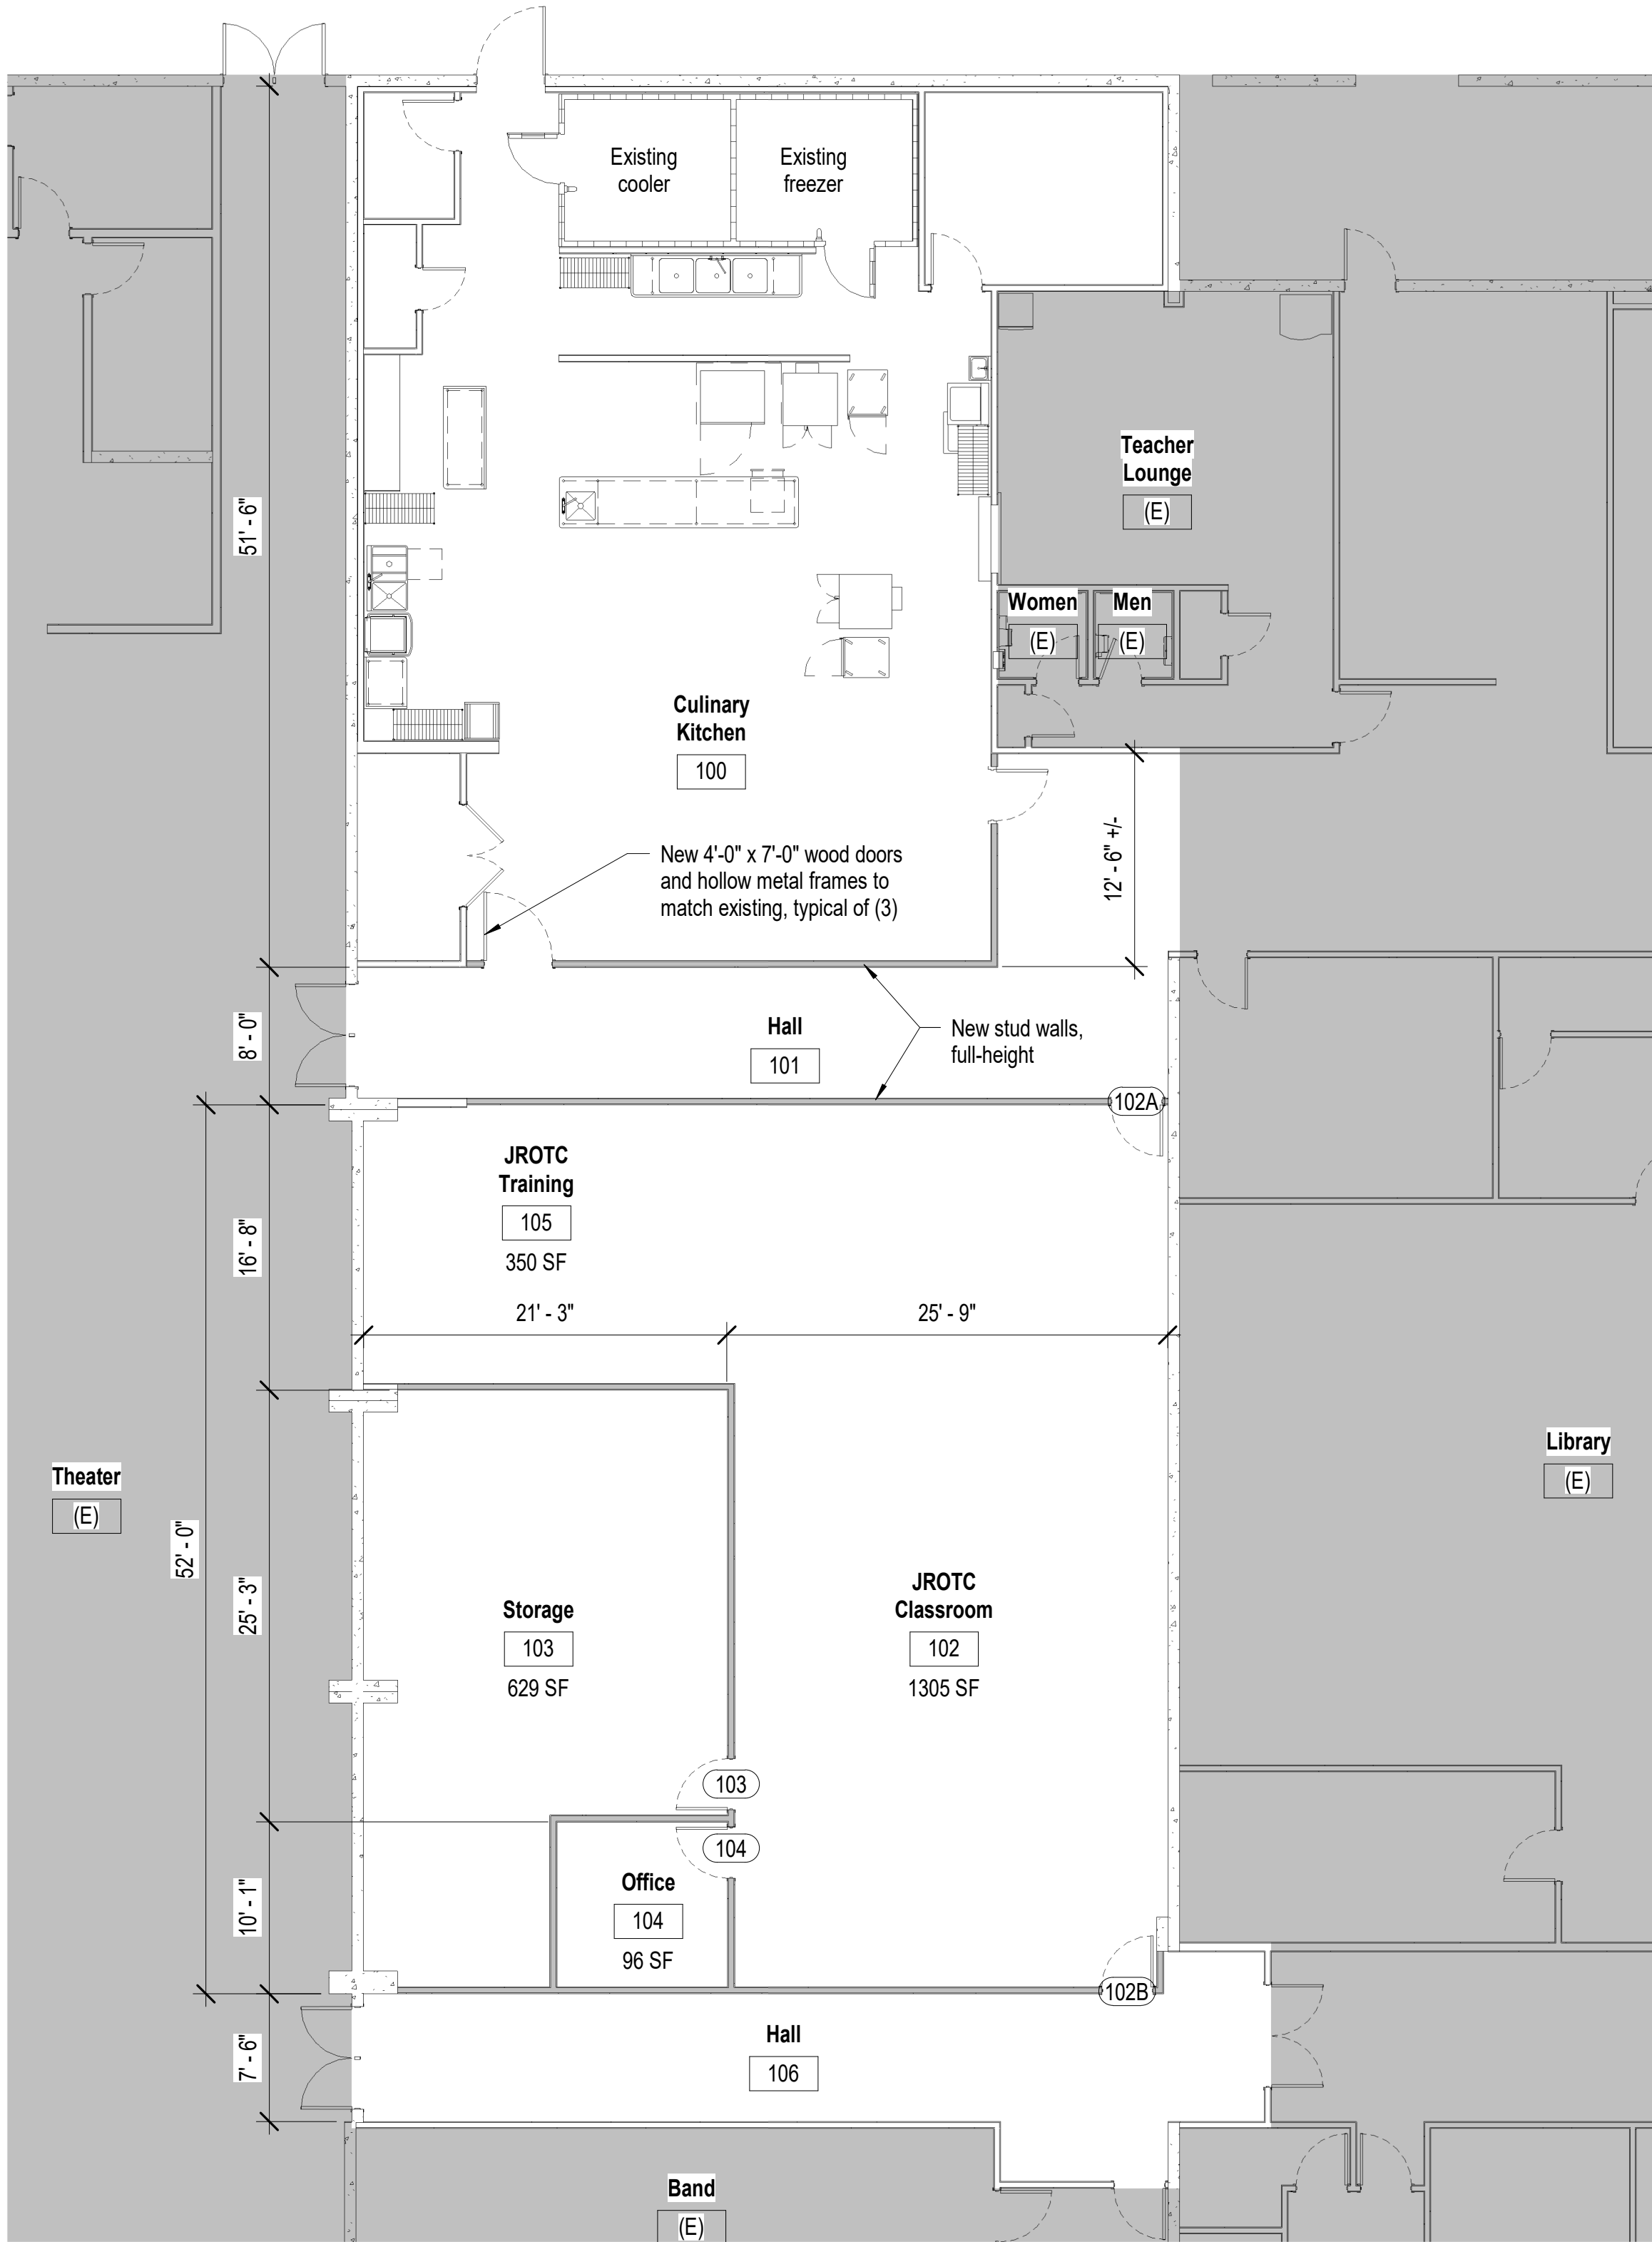 Existing
cooler
Existing
freezer
Teacher
Lounge
(E)
51' - 6"
Women
(E)
Men
(E)
Culinary
Kitchen
100
New 4'-0" x 7'-0" wood doors
and hollow metal frames to
match existing, typical of (3)
12' - 6" +/-
8' - 0"
Hall
101
New stud walls,
full-height
102A
JROTC
Training
105
350 SF
16' - 8"
21' - 3"
25' - 9"
Theater
(E)
Library
(E)
52' - 0"
25' - 3"
Storage
103
629 SF
JROTC
Classroom
102
1305 SF
103
104
Office
104
96 SF
10' - 1"
102B
7' - 6"
Hall
106
Band
(E)